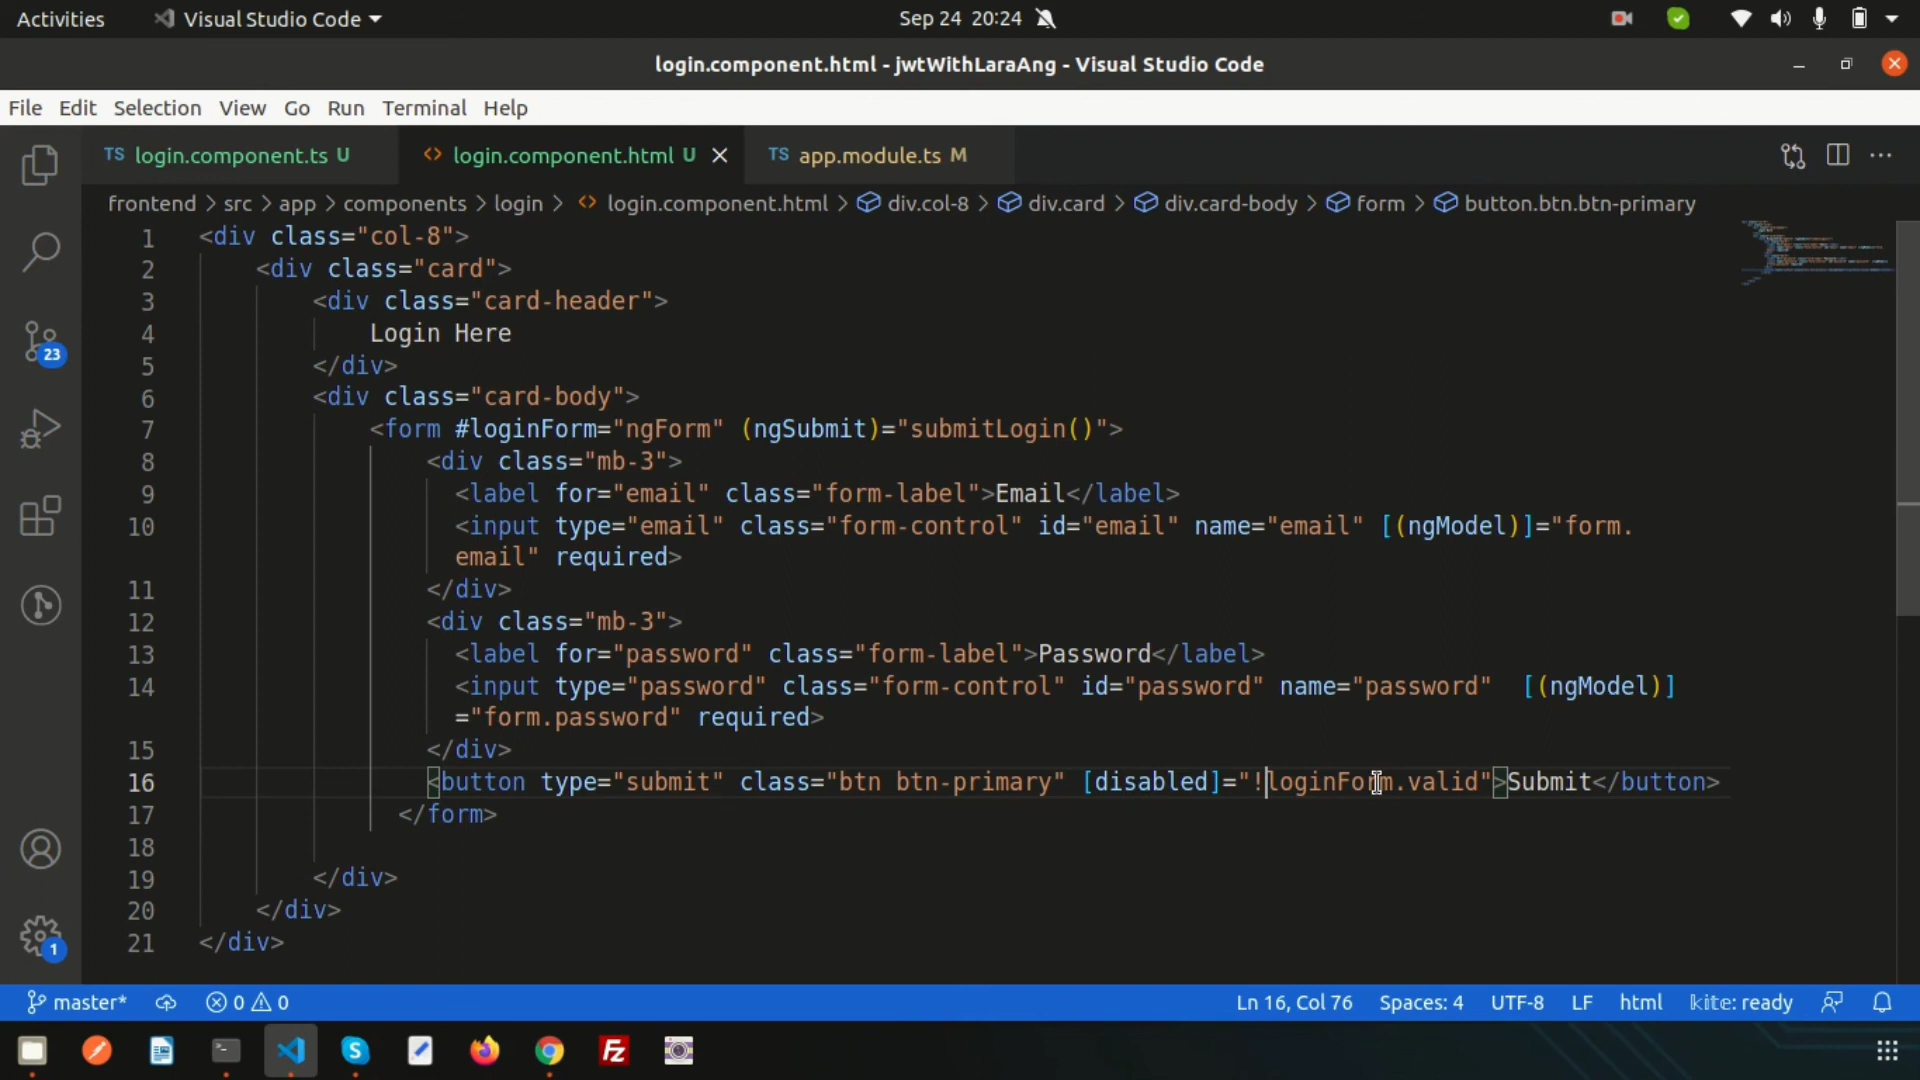 Activities Visual Studio Code Sep 24 20:24
login.component.html - jwtWithLaraAng - Visual Studio Code
File Edit Selection View Go Run Terminal Help
TS login.component.ts U <> login.component.html U TS app.module.ts M
frontend > src > app > components > login > <> login.component.html > div.col-8 > div.card > div.card-body > form > button.btn.btn-primary
1 <div class="col-8">
2 <div class="card">
3 <div class="card-header">
4 Login Here
5 </div>
6 <div class="card-body">
7 <form #loginForm="ngForm" (ngSubmit)="submitLogin()">
8 <div class="mb-3">
9 <label for="email" class="form-label">Email</label>
10 <input type="email" class="form-control" id="email" name="email" [(ngModel)]="form.
email" required>
11 </div>
12 <div class="mb-3">
13 <label for="password" class="form-label">Password</label>
14 <input type="password" class="form-control" id="password" name="password" [(ngModel)]
="form.password" required>
15 </div>
16 <button type="submit" class="btn btn-primary" [disabled]="!loginForm.valid">Submit</button>
17 </form>
18
19 </div>
20 </div>
21 </div>
23
1
master* 0 0 Ln 16, Col 76 Spaces: 4 UTF-8 LF html kite: ready
FZ